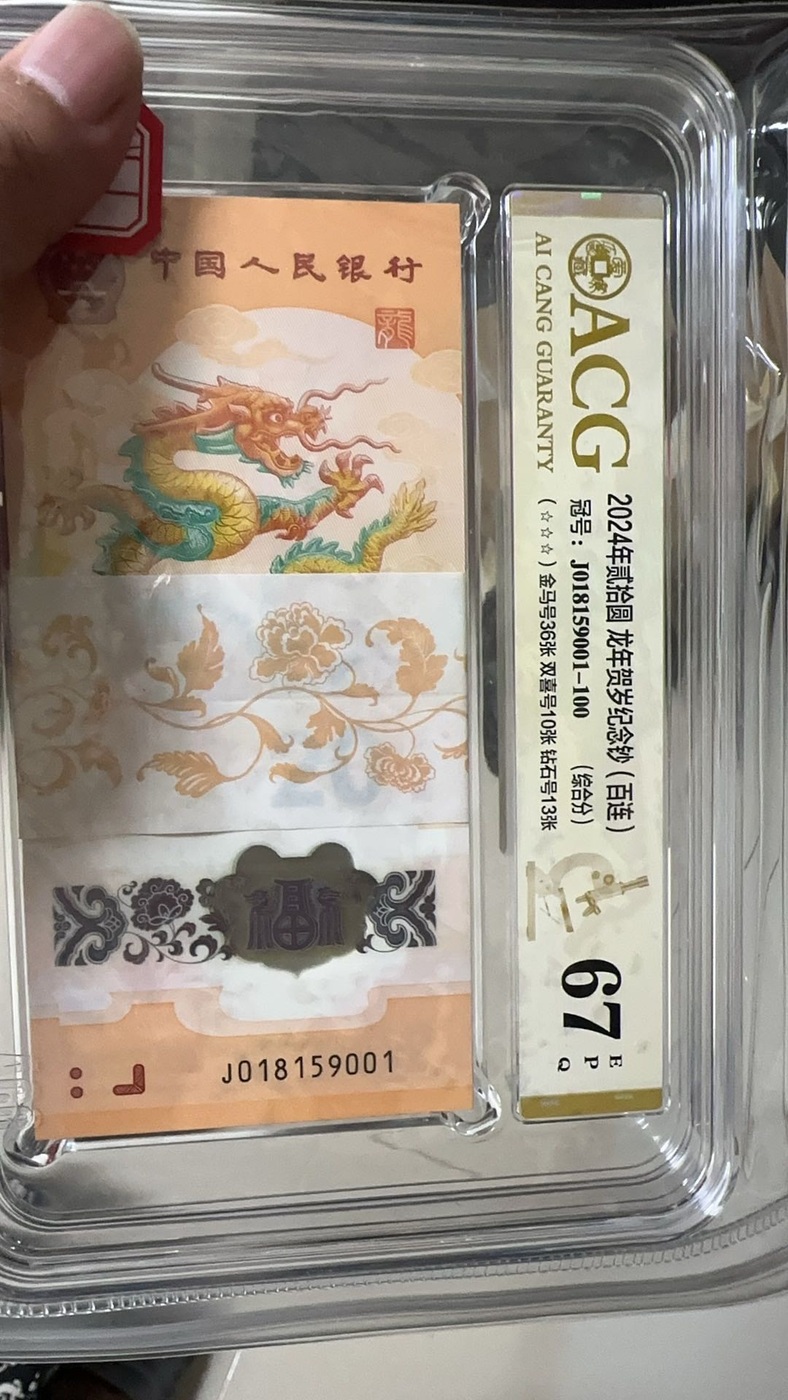 中国人民银行
龍
福
J018159001
ACG
AI CANG GUARANTY
2024年贰拾圆 龙年贺岁纪念钞（百连）
冠号：J018159001-100 （综合分）
（☆☆☆）金马号36张 双喜号10张 钻石号13张
67
E
P
Q